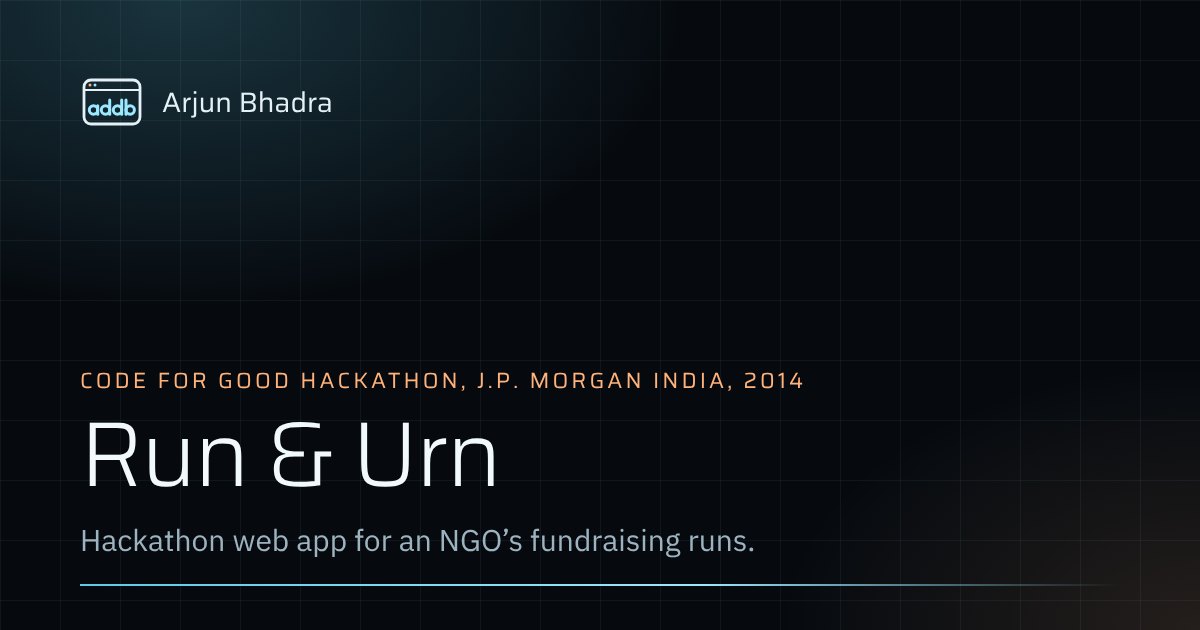 addb
Arjun Bhadra
CODE FOR GOOD HACKATHON, J.P. MORGAN INDIA, 2014
Run & Urn
Hackathon web app for an NGO’s fundraising runs.